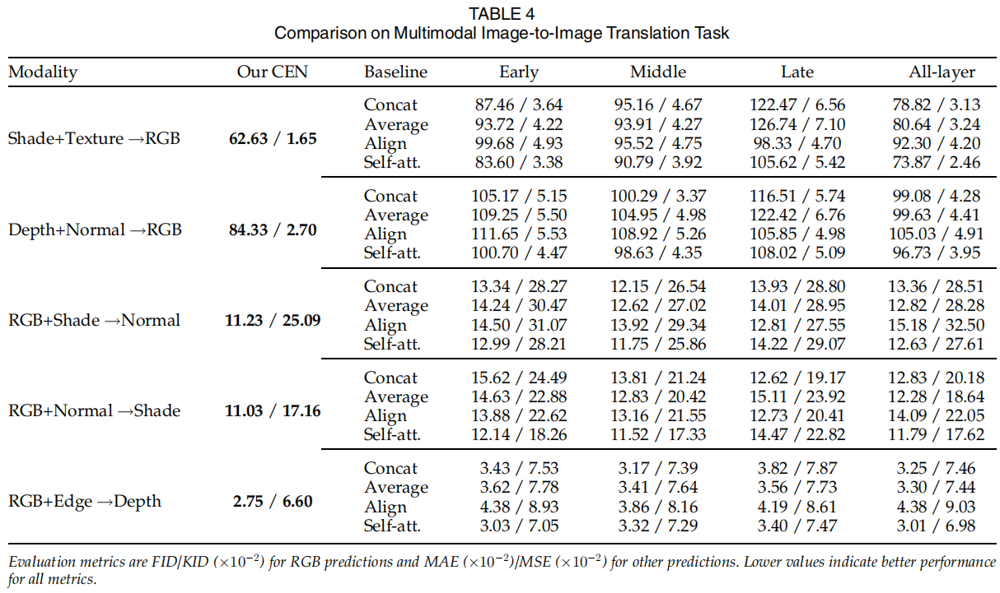 TABLE 4
Comparison on Multimodal Image-to-Image Translation Task
Modality Our CEN Baseline Early Middle Late All-layer
Concat 87.46 / 3.64 95.16 / 4.67 122.47 / 6.56 78.82 / 3.13
Average 93.72 / 4.22 93.91 / 4.27 126.74 / 7.10 80.64 / 3.24
Shade+Texture →RGB 62.63 / 1.65
Align 99.68 / 4.93 95.52 / 4.75 98.33 / 4.70 92.30 / 4.20
Self-att. 83.60 / 3.38 90.79 / 3.92 105.62 / 5.42 73.87 / 2.46
Concat 105.17 / 5.15 100.29 / 3.37 116.51 / 5.74 99.08 / 4.28
Average 109.25 / 5.50 104.95 / 4.98 122.42 / 6.76 99.63 / 4.41
Depth+Normal →RGB 84.33 / 2.70
Align 111.65 / 5.53 108.92 / 5.26 105.85 / 4.98 105.03 / 4.91
Self-att. 100.70 / 4.47 98.63 / 4.35 108.02 / 5.09 96.73 / 3.95
Concat 13.34 / 28.27 12.15 / 26.54 13.93 / 28.80 13.36 / 28.51
Average 14.24 / 30.47 12.62 / 27.02 14.01 / 28.95 12.82 / 28.28
RGB+Shade →Normal 11.23 / 25.09
Align 14.50 / 31.07 13.92 / 29.34 12.81 / 27.55 15.18 / 32.50
Self-att. 12.99 / 28.21 11.75 / 25.86 14.22 / 29.07 12.63 / 27.61
Concat 15.62 / 24.49 13.81 / 21.24 12.62 / 19.17 12.83 / 20.18
Average 14.63 / 22.88 12.83 / 20.42 15.11 / 23.92 12.28 / 18.64
RGB+Normal →Shade 11.03 / 17.16
Align 13.88 / 22.62 13.16 / 21.55 12.73 / 20.41 14.09 / 22.05
Self-att. 12.14 / 18.26 11.52 / 17.33 14.47 / 22.82 11.79 / 17.62
Concat 3.43 / 7.53 3.17 / 7.39 3.82 / 7.87 3.25 / 7.46
Average 3.62 / 7.78 3.41 / 7.64 3.56 / 7.73 3.30 / 7.44
RGB+Edge →Depth 2.75 / 6.60
Align 4.38 / 8.93 3.86 / 8.16 4.19 / 8.61 4.38 / 9.03
Self-att. 3.03 / 7.05 3.32 / 7.29 3.40 / 7.47 3.01 / 6.98
Evaluation metrics are FID/KID (×10⁻²) for RGB predictions and MAE (×10⁻²)/MSE (×10⁻²) for other predictions. Lower values indicate better performance
for all metrics.